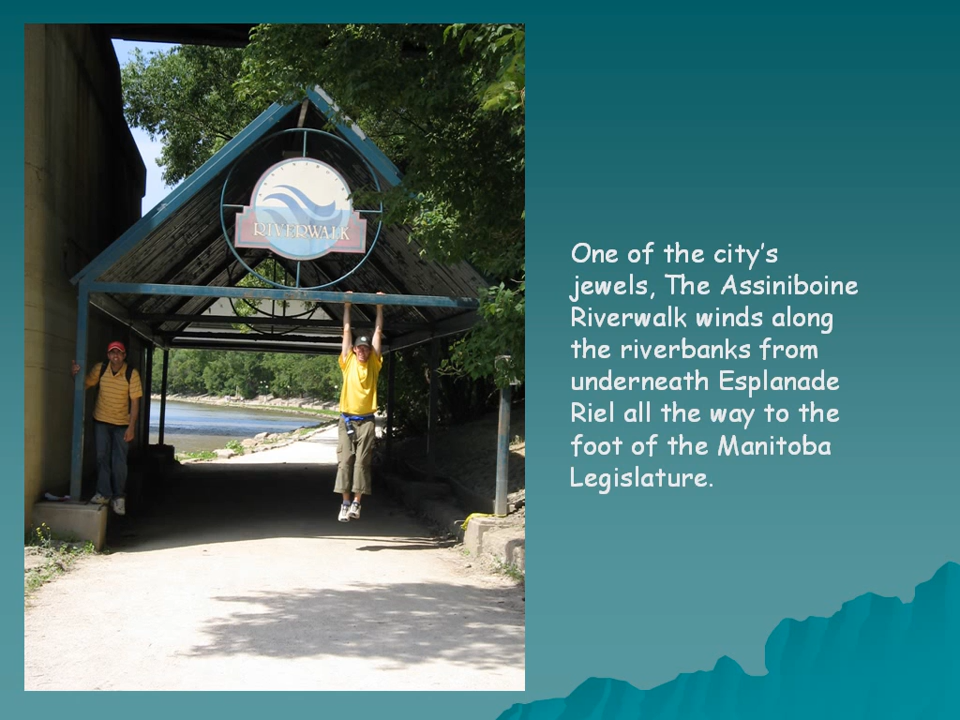 RIVERWALK
One of the city's
jewels, The Assiniboine
Riverwalk winds along
the riverbanks from
underneath Esplanade
Riel all the way to the
foot of the Manitoba
Legislature.